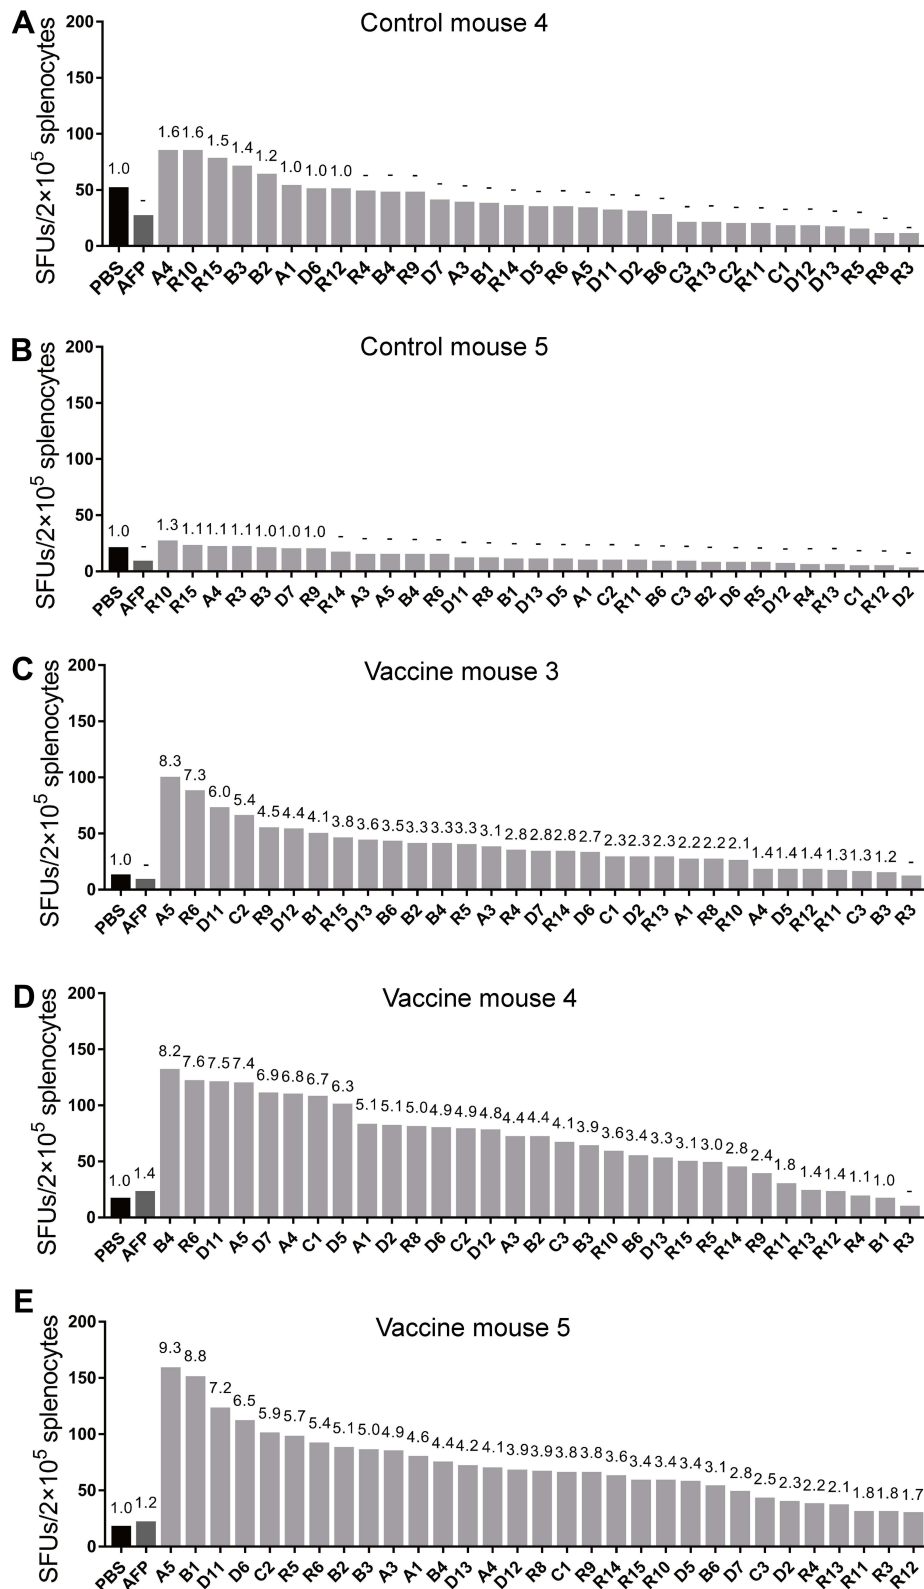 A
Control mouse 4
SFUs/2×10⁵ splenocytes
200
150
100
50
0
1.0 - 1.6 1.6 1.5 1.4 1.2 1.0 1.0 1.0 - - - - - - - - - - - - - - - - - - - - - -
PBS AFP A4 R10 R15 B3 B2 A1 D6 R12 R4 B4 R9 D7 A3 B1 R14 D5 R6 A5 D11 D2 B6 C3 R13 C2 R11 C1 D12 D13 R5 R8 R3
B
Control mouse 5
SFUs/2×10⁵ splenocytes
200
150
100
50
0
1.0 - 1.3 1.1 1.1 1.1 1.0 1.0 1.0 - - - - - - - - - - - - - - - - - - - - - - - -
PBS AFP R10 R15 A4 R3 B3 D7 R9 R14 A3 A5 B4 R6 D11 R8 B1 D13 D5 A1 C2 R11 B6 C3 B2 D6 R5 D12 R4 R13 C1 R12 D2
C
Vaccine mouse 3
SFUs/2×10⁵ splenocytes
200
150
100
50
0
1.0 - 8.3 7.3 6.0 5.4 4.5 4.4 4.1 3.8 3.6 3.5 3.3 3.3 3.3 3.1 2.8 2.8 2.8 2.7 2.3 2.3 2.3 2.2 2.2 2.1 1.4 1.4 1.4 1.3 1.3 1.2 -
PBS AFP A5 R6 D11 C2 R9 D12 B1 R15 D13 B6 B2 B4 R5 A3 R4 D7 R14 D6 C1 D2 R13 A1 R8 R10 A4 D5 R12 R11 C3 B3 R3
D
Vaccine mouse 4
SFUs/2×10⁵ splenocytes
200
150
100
50
0
1.0 1.4 8.2 7.6 7.5 7.4 6.9 6.8 6.7 6.3 5.1 5.1 5.0 4.9 4.9 4.8 4.4 4.4 4.1 3.9 3.6 3.4 3.3 3.1 3.0 2.8 2.4 1.8 1.4 1.4 1.1 1.0 -
PBS AFP B4 R6 D11 A5 D7 A4 C1 D5 A1 D2 R8 D6 C2 D12 A3 B2 C3 B3 R10 B6 D13 R15 R5 R14 R9 R11 R13 R12 R4 B1 R3
E
Vaccine mouse 5
SFUs/2×10⁵ splenocytes
200
150
100
50
0
1.0 1.2 9.3 8.8 7.2 6.5 5.9 5.7 5.4 5.1 5.0 4.9 4.6 4.4 4.2 4.1 3.9 3.9 3.8 3.8 3.6 3.4 3.4 3.4 3.1 2.8 2.5 2.3 2.2 2.1 1.8 1.8 1.7
PBS AFP A5 B1 D11 D6 C2 R5 R6 B2 B3 A3 A1 B4 D13 A4 D12 R8 C1 R9 R14 R15 R10 D5 B6 D7 C3 D2 R4 R13 R11 R3 R12